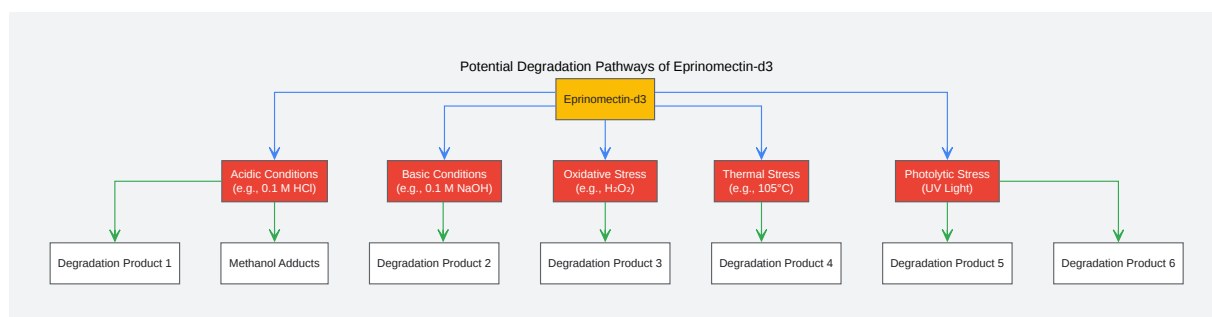 Potential Degradation Pathways of Eprinomectin-d3
Eprinomectin-d3
Acidic Conditions
(e.g., 0.1 M HCl)
Basic Conditions
(e.g., 0.1 M NaOH)
Oxidative Stress
(e.g., H₂O₂)
Thermal Stress
(e.g., 105°C)
Photolytic Stress
(UV Light)
Degradation Product 1
Methanol Adducts
Degradation Product 2
Degradation Product 3
Degradation Product 4
Degradation Product 5
Degradation Product 6